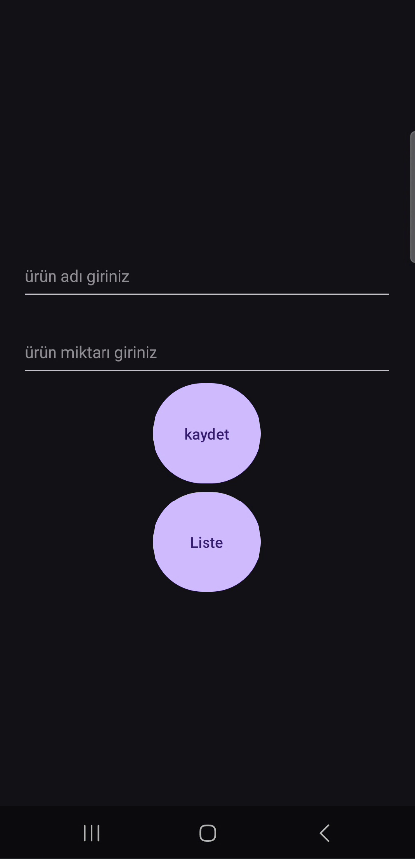 ürün adı giriniz
ürün miktarı giriniz
kaydet
Liste